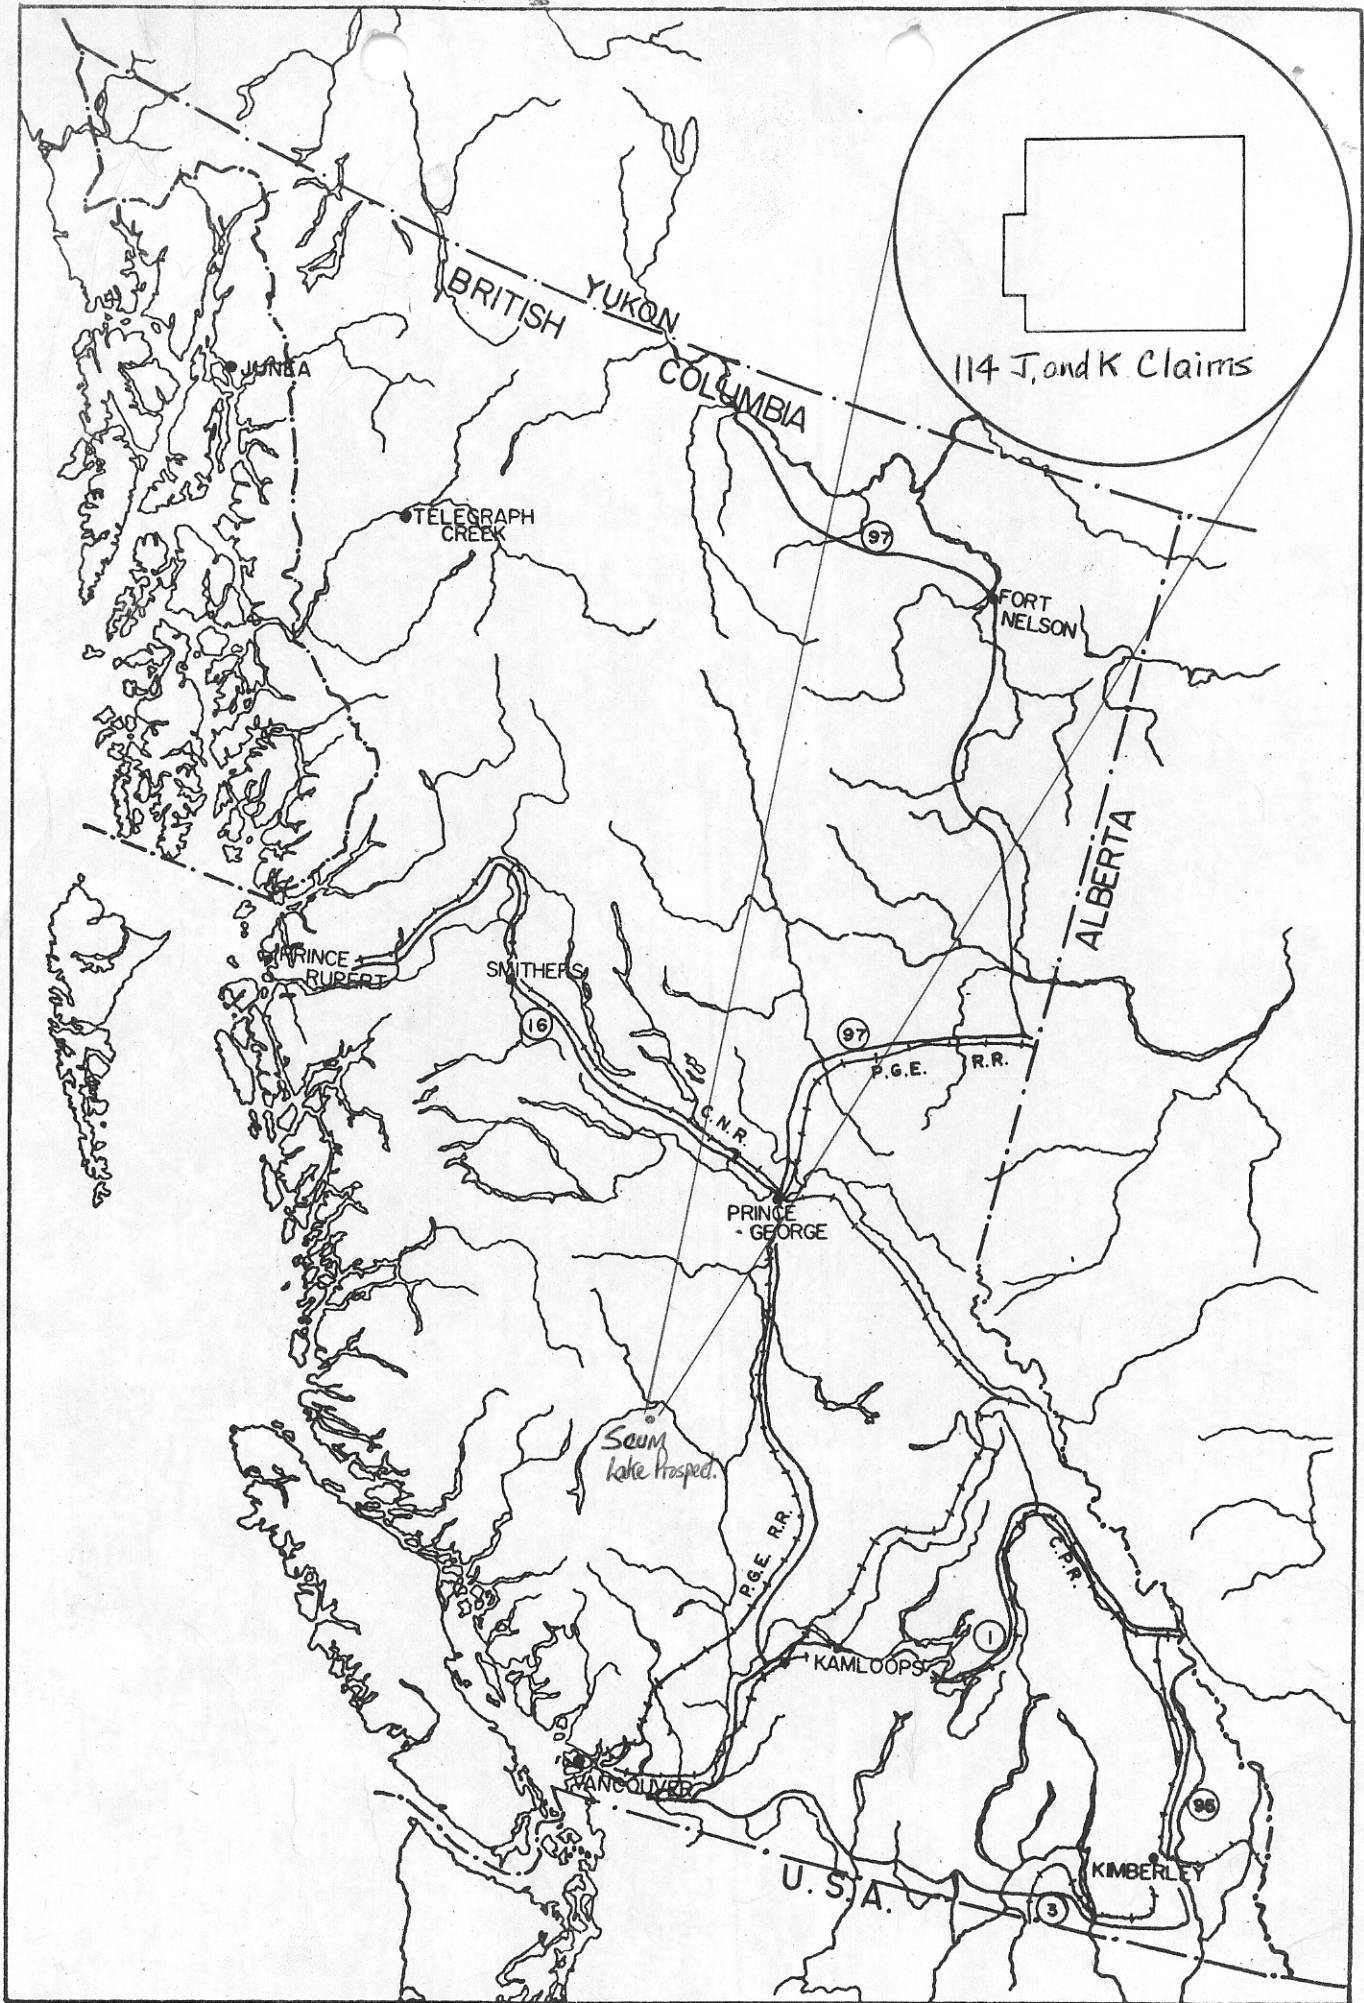 114 J. and K Claims
BRITISH
YUKON
COLUMBIA
JUNEA
TELEGRAPH
CREEK
97
FORT
NELSON
ALBERTA
PRINCE
RUPERT
SMITHERS
16
97
P.G.E. R.R.
C.N.R.
PRINCE
GEORGE
Scum
Lake Prospect.
P.G.E. R.R.
C.P.R.
1
KAMLOOPS
VANCOUVER
95
KIMBERLEY
U.S.A.
3